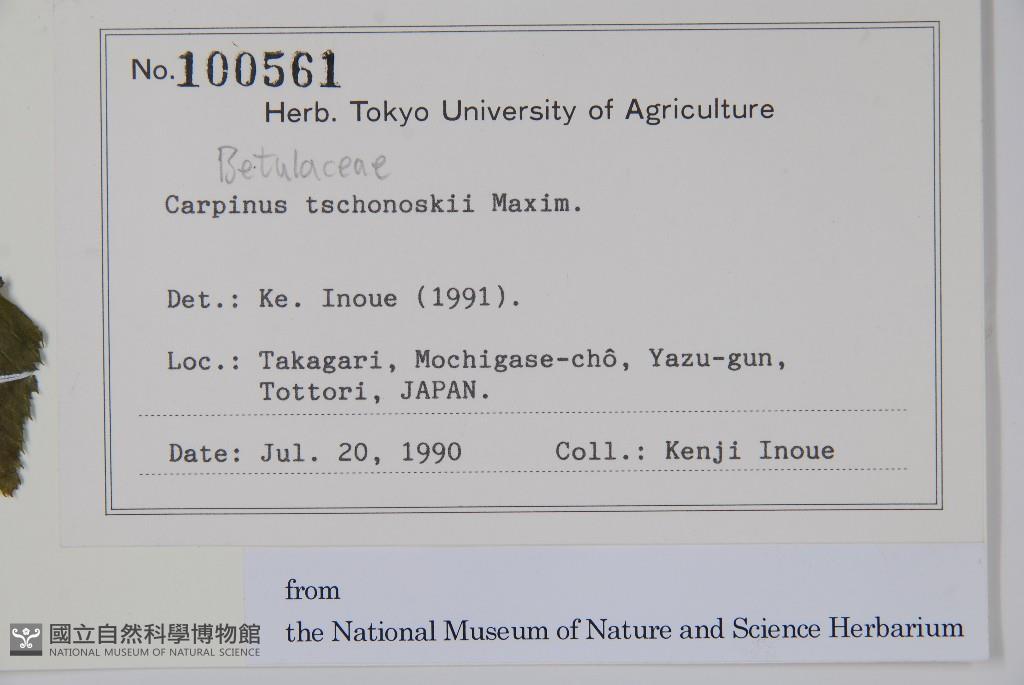 No. 100561
Herb. Tokyo University of Agriculture
Betulaceae
Carpinus tschonoskii Maxim.
Det.: Ke. Inoue (1991).
Loc.: Takagari, Mochigase-chô, Yazu-gun,
Tottori, JAPAN.
Date: Jul. 20, 1990 Coll.: Kenji Inoue
from
the National Museum of Nature and Science Herbarium
國立自然科學博物館
NATIONAL MUSEUM OF NATURAL SCIENCE